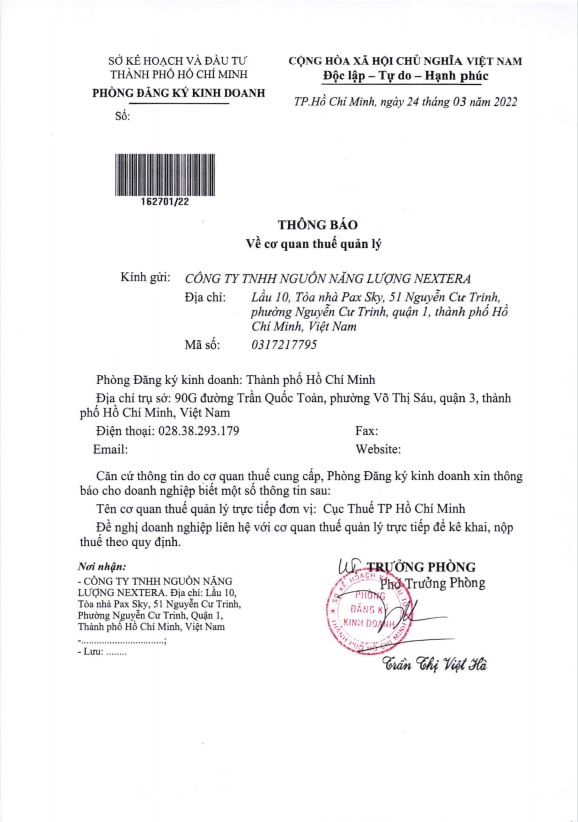 SỞ KẾ HOẠCH VÀ ĐẦU TƯ
THÀNH PHỐ HỒ CHÍ MINH
PHÒNG ĐĂNG KÝ KINH DOANH
Số:
CỘNG HÒA XÃ HỘI CHỦ NGHĨA VIỆT NAM
Độc lập – Tự do – Hạnh phúc
TP.Hồ Chí Minh, ngày 24 tháng 03 năm 2022
162701/22
THÔNG BÁO
Về cơ quan thuế quản lý
Kính gửi: CÔNG TY TNHH NGUỒN NĂNG LƯỢNG NEXTERA
Địa chỉ: Lầu 10, Tòa nhà Pax Sky, 51 Nguyễn Cư Trinh,
phường Nguyễn Cư Trinh, quận 1, thành phố Hồ
Chí Minh, Việt Nam
Mã số: 0317217795
Phòng Đăng ký kinh doanh: Thành phố Hồ Chí Minh
Địa chỉ trụ sở: 90G đường Trần Quốc Toản, phường Võ Thị Sáu, quận 3, thành
phố Hồ Chí Minh, Việt Nam
Điện thoại: 028.38.293.179 Fax:
Email: Website:
Căn cứ thông tin do cơ quan thuế cung cấp, Phòng Đăng ký kinh doanh xin thông
báo cho doanh nghiệp biết một số thông tin sau:
Tên cơ quan thuế quản lý trực tiếp đơn vị: Cục Thuế TP Hồ Chí Minh
Đề nghị doanh nghiệp liên hệ với cơ quan thuế quản lý trực tiếp để kê khai, nộp
thuế theo quy định.
Nơi nhận:
- CÔNG TY TNHH NGUỒN NĂNG
LƯỢNG NEXTERA. Địa chỉ: Lầu 10,
Tòa nhà Pax Sky, 51 Nguyễn Cư Trinh,
Phường Nguyễn Cư Trinh, Quận 1,
Thành phố Hồ Chí Minh, Việt Nam
-............................;
- Lưu: ........
TRƯỞNG PHÒNG
Phó Trưởng Phòng
PHÒNG
ĐĂNG KÝ
KINH DOANH
THÀNH PHỐ HỒ CHÍ MINH
Trần Thị Việt Hà